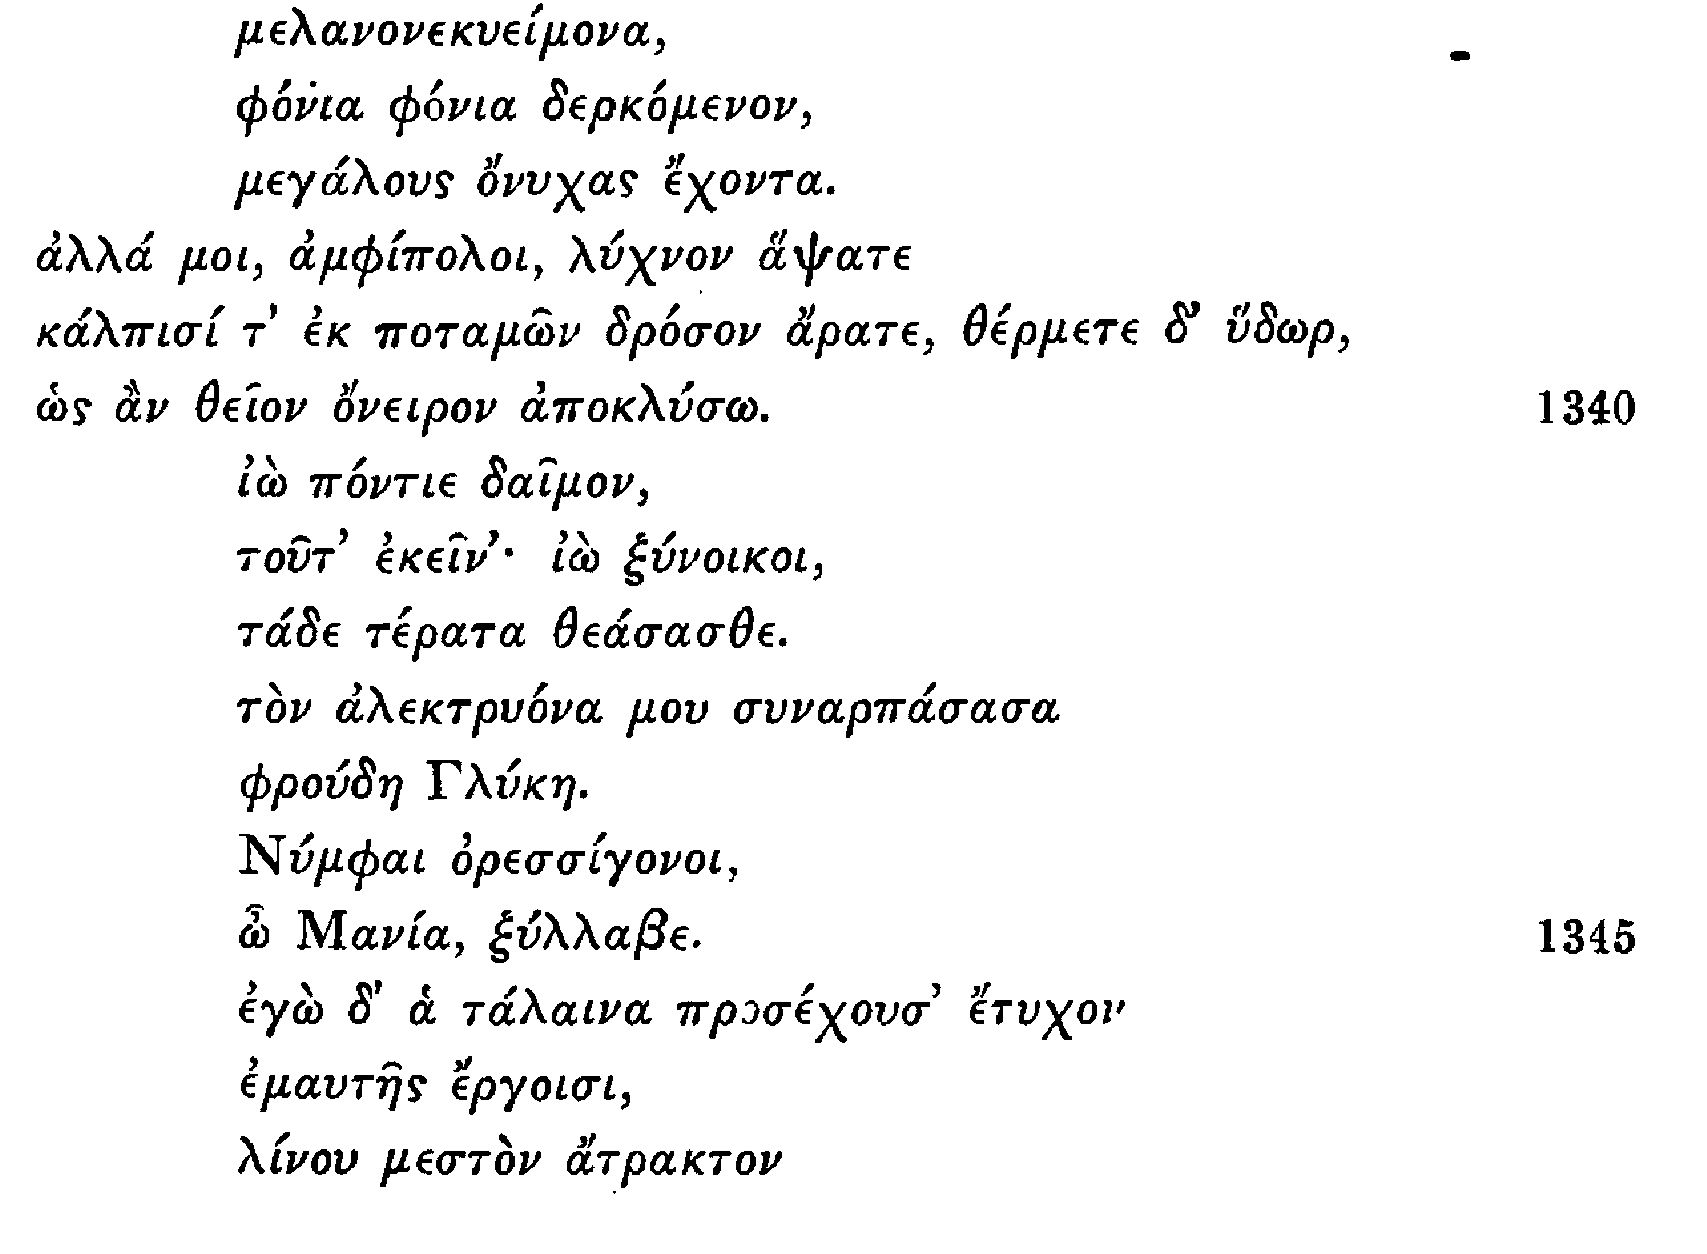 μελανονεκυείμονα,
φόνια φόνια δερκόμενον,
μεγάλους ὄνυχας ἔχοντα.
ἀλλά μοι, ἀμφίπολοι, λύχνον ἅψατε
κάλπισί τ' ἐκ ποταμῶν δρόσον ἄρατε, θέρμετε δ' ὕδωρ,
ὡς ἂν θεῖον ὄνειρον ἀποκλύσω. 1340
ἰὼ πόντιε δαῖμον,
τοῦτ' ἐκεῖν'· ἰὼ ξύνοικοι,
τάδε τέρατα θεάσασθε.
τὸν ἀλεκτρυόνα μου συναρπάσασα
φρούδη Γλύκη.
Νύμφαι ὀρεσσίγονοι,
ὦ Μανία, ξύλλαβε. 1345
ἐγὼ δ' ἁ τάλαινα προσέχουσ' ἔτυχον
ἐμαυτῆς ἔργοισι,
λίνου μεστὸν ἄτρακτον